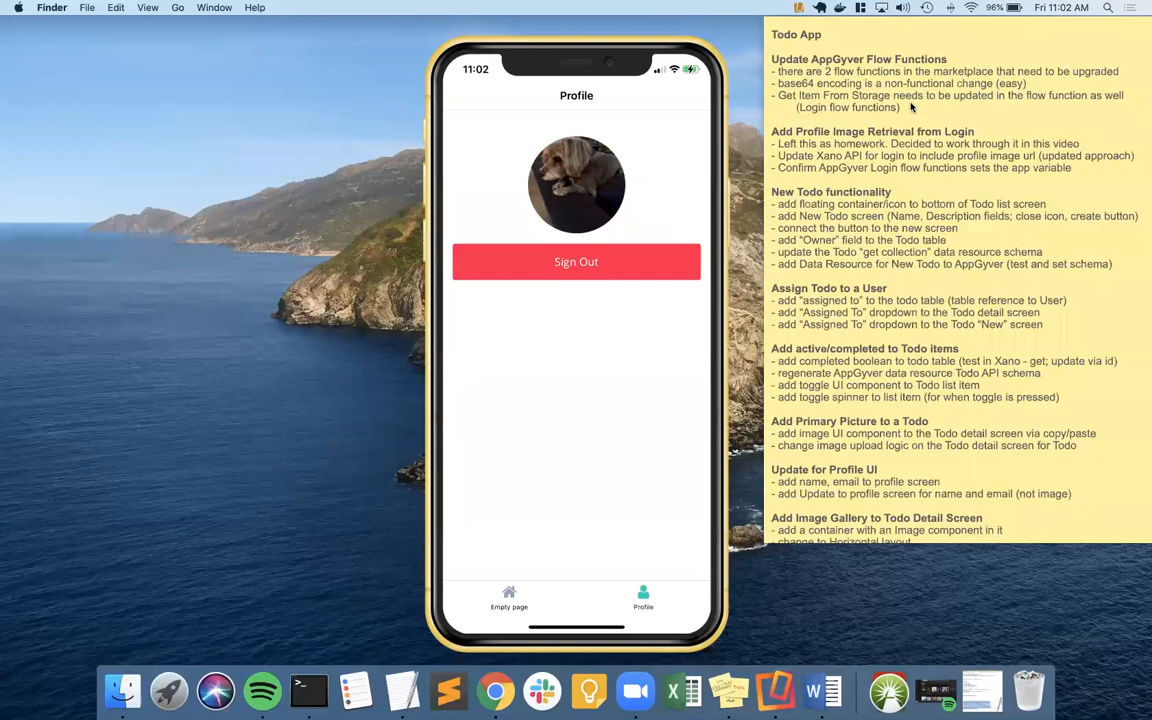 Finder File Edit View Go Window Help
96% Fri 11:02 AM
11:02
Profile
Sign Out
Empty page
Profile
Todo App
Update AppGyver Flow Functions
- there are 2 flow functions in the marketplace that need to be upgraded
- base64 encoding is a non-functional change (easy)
- Get Item From Storage needs to be updated in the flow function as well
(Login flow functions)
Add Profile Image Retrieval from Login
- Left this as homework. Decided to work through it in this video
- Update Xano API for login to include profile image url (updated approach)
- Confirm AppGyver Login flow functions sets the app variable
New Todo functionality
- add floating container/icon to bottom of Todo list screen
- add New Todo screen (Name, Description fields; close icon, create button)
- connect the button to the new screen
- add “Owner” field to the Todo table
- update the Todo “get collection” data resource schema
- add Data Resource for New Todo to AppGyver (test and set schema)
Assign Todo to a User
- add “assigned to” to the todo table (table reference to User)
- add “Assigned To” dropdown to the Todo detail screen
- add “Assigned To” dropdown to the Todo “New” screen
Add active/completed to Todo items
- add completed boolean to todo table (test in Xano - get; update via id)
- regenerate AppGyver data resource Todo API schema
- add toggle UI component to Todo list item
- add toggle spinner to list item (for when toggle is pressed)
Add Primary Picture to a Todo
- add image UI component to the Todo detail screen via copy/paste
- change image upload logic on the Todo detail screen for Todo
Update for Profile UI
- add name, email to profile screen
- add Update to profile screen for name and email (not image)
Add Image Gallery to Todo Detail Screen
- add a container with an Image component in it
- change to Horizontal layout